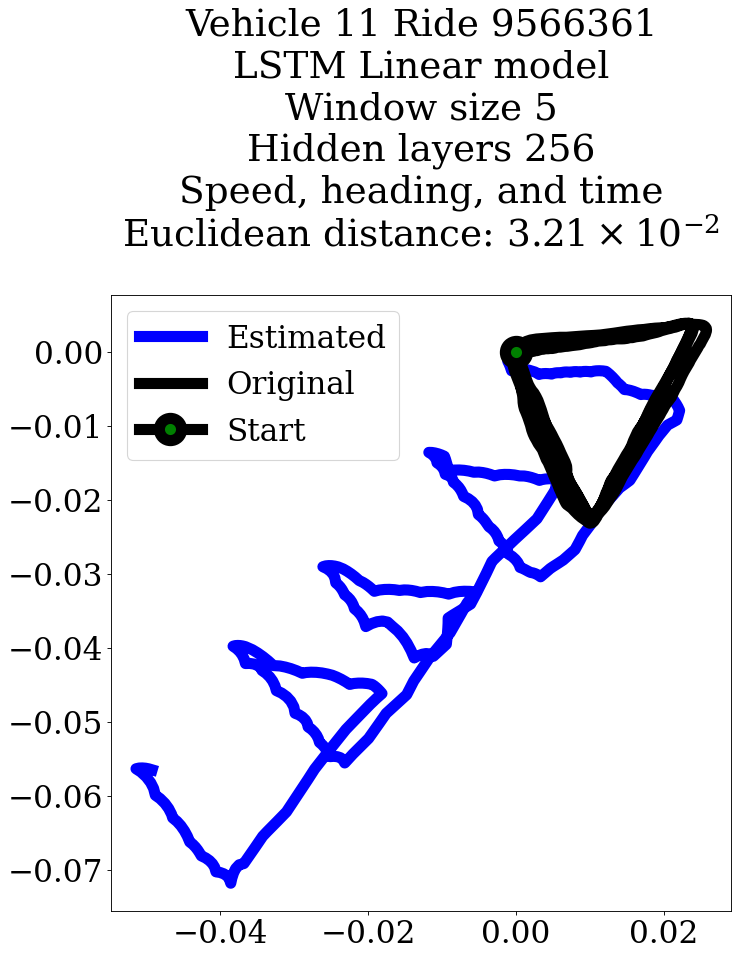 Vehicle 11 Ride 9566361
LSTM Linear model
Window size 5
Hidden layers 256
Speed, heading, and time
Euclidean distance: 3.21 × 10⁻²
Estimated
Original
Start
0.00
−0.01
−0.02
−0.03
−0.04
−0.05
−0.06
−0.07
−0.04 −0.02 0.00 0.02